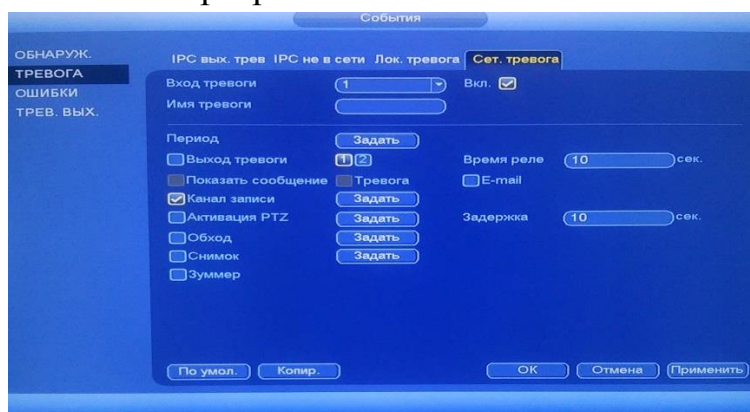 События
ОБНАРУЖ.
ТРЕВОГА
ОШИБКИ
ТРЕВ. ВЫХ.
IPC вых. трев IPC не в сети Лок. тревога Сет. тревога
Вход тревоги 1 Вкл.
Имя тревоги
Период Задать
Выход тревоги 1 2 Время реле 10 сек.
Показать сообщение Тревога E-mail
Канал записи Задать
Активация PTZ Задать Задержка 10 сек.
Обход Задать
Снимок Задать
Зуммер
По умол. Копир. OK Отмена Применить